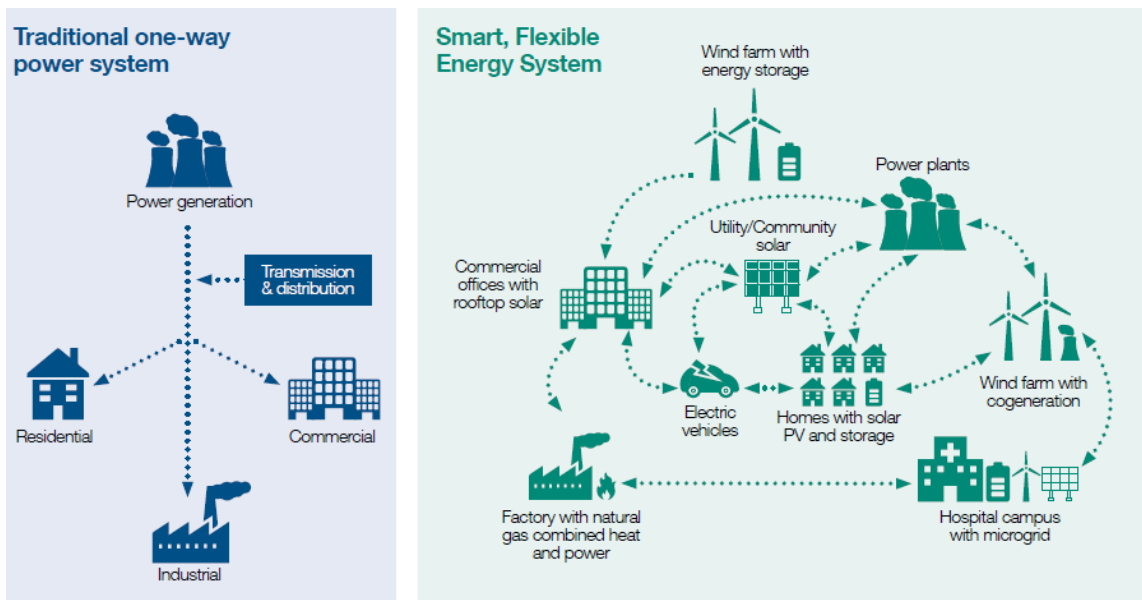 Traditional one-way
power system
Power generation
Transmission
& distribution
Residential
Commercial
Industrial
Smart, Flexible
Energy System
Wind farm with
energy storage
Power plants
Utility/Community
solar
Commercial
offices with
rooftop solar
Electric
vehicles
Homes with solar
PV and storage
Wind farm with
cogeneration
Factory with natural
gas combined heat
and power
Hospital campus
with microgrid